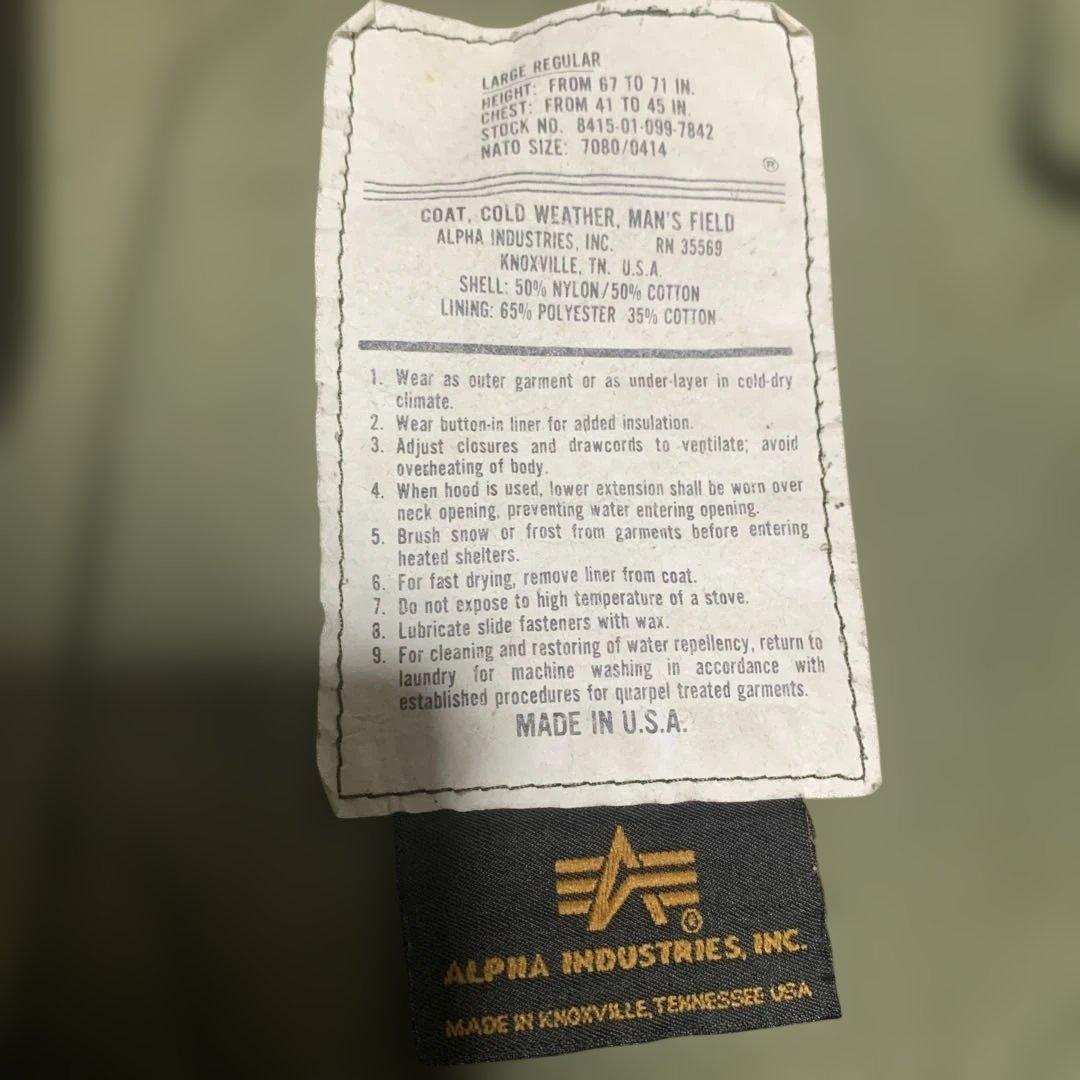 LARGE REGULAR
HEIGHT: FROM 67 TO 71 IN.
CHEST: FROM 41 TO 45 IN.
STOCK NO. 8415-01-099-7842
NATO SIZE: 7080/0414
®
COAT, COLD WEATHER, MAN'S FIELD
ALPHA INDUSTRIES, INC. RN 35569
KNOXVILLE, TN. U.S.A.
SHELL: 50% NYLON/50% COTTON
LINING: 65% POLYESTER 35% COTTON
1. Wear as outer garment or as under-layer in cold-dry
climate.
2. Wear button-in liner for added insulation.
3. Adjust closures and drawcords to ventilate; avoid
overheating of body.
4. When hood is used, lower extension shall be worn over
neck opening, preventing water entering opening.
5. Brush snow or frost from garments before entering
heated shelters.
6. For fast drying, remove liner from coat.
7. Do not expose to high temperature of a stove.
8. Lubricate slide fasteners with wax.
9. For cleaning and restoring of water repellency, return to
laundry for machine washing in accordance with
established procedures for quarpel treated garments.
MADE IN U.S.A.
ALPHA INDUSTRIES, INC.
MADE IN KNOXVILLE, TENNESSEE USA